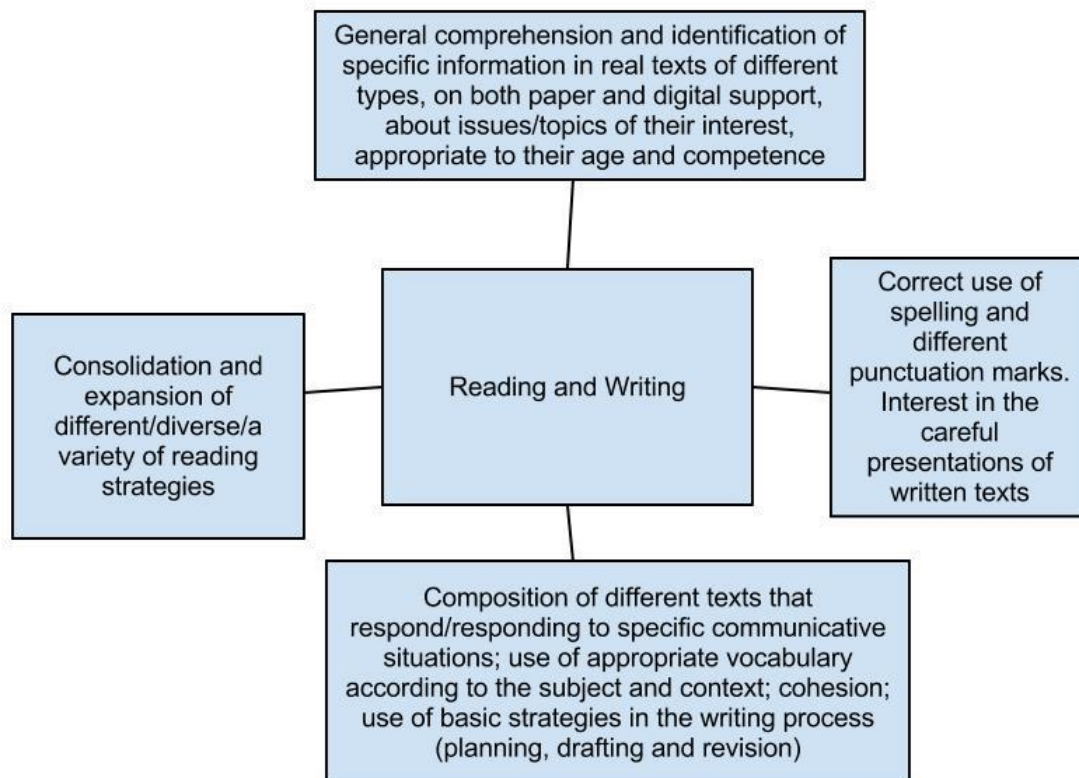 General comprehension and identification of
specific information in real texts of different
types, on both paper and digital support,
about issues/topics of their interest,
appropriate to their age and competence
Consolidation and
expansion of
different/diverse/a
variety of reading
strategies
Reading and Writing
Correct use of
spelling and
different
punctuation marks.
Interest in the
careful
presentations of
written texts
Composition of different texts that
respond/responding to specific communicative
situations; use of appropriate vocabulary
according to the subject and context; cohesion;
use of basic strategies in the writing process
(planning, drafting and revision)